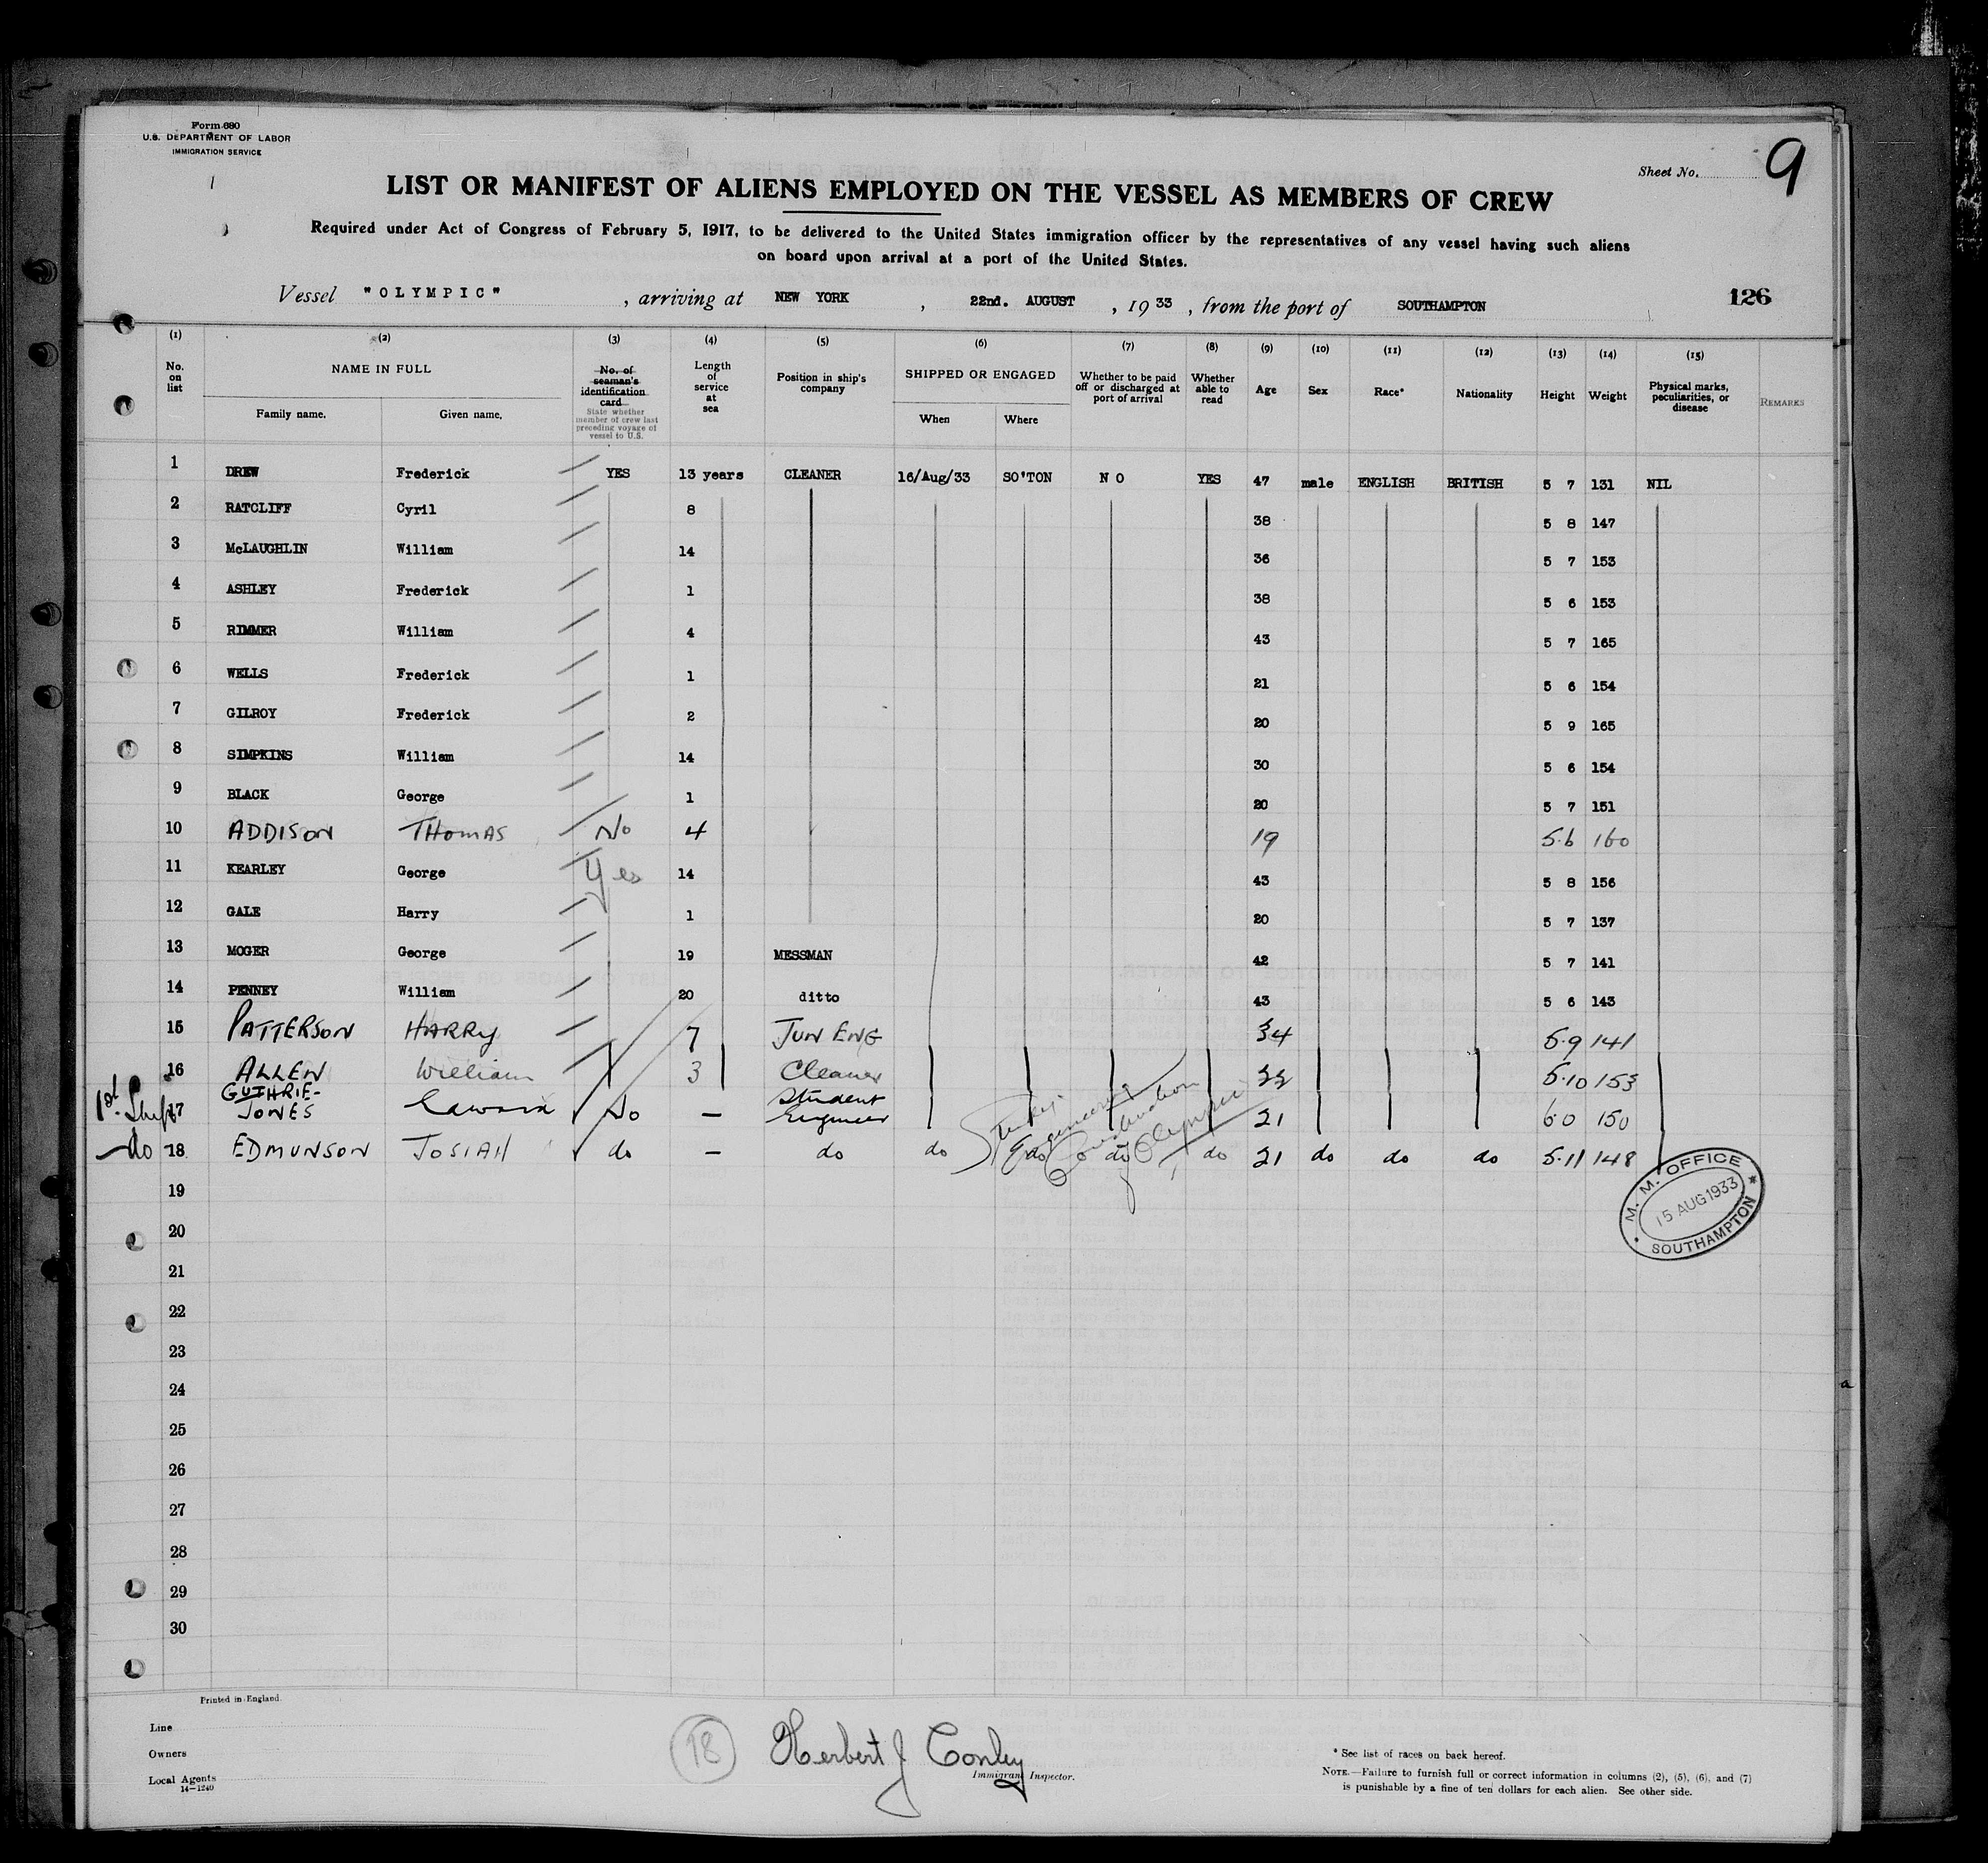 Form 680
U.S. DEPARTMENT OF LABOR
IMMIGRATION SERVICE
Sheet No. 9
LIST OR MANIFEST OF ALIENS EMPLOYED ON THE VESSEL AS MEMBERS OF CREW
Required under Act of Congress of February 5, 1917, to be delivered to the United States immigration officer by the representatives of any vessel having such aliens
on board upon arrival at a port of the United States.
Vessel "OLYMPIC", arriving at NEW YORK, 22nd. AUGUST, 1933, from the port of SOUTHAMPTON 126
(1) (2) (3) (4) (5) (6) (7) (8) (9) (10) (11) (12) (13) (14) (15)
No. on list
NAME IN FULL
Family name. Given name.
No. of seaman's identification card
State whether member of crew last preceding voyage of vessel to U.S.
Length of service at sea
Position in ship's company
SHIPPED OR ENGAGED
When Where
Whether to be paid off or discharged at port of arrival
Whether able to read
Age Sex Race* Nationality Height Weight
Physical marks, peculiarities, or disease
REMARKS
1 DREW Frederick YES 13 years CLEANER 16/Aug/33 SO'TON NO YES 47 male ENGLISH BRITISH 5 7 131 NIL
2 RATCLIFF Cyril 8 38 5 8 147
3 McLAUGHLIN William 14 36 5 7 153
4 ASHLEY Frederick 1 38 5 6 153
5 RIMMER William 4 43 5 7 165
6 WELLS Frederick 1 21 5 6 154
7 GILROY Frederick 2 20 5 9 165
8 SIMPKINS William 14 30 5 6 154
9 BLACK George 1 20 5 7 151
10 ADDISON THOMAS No 4 19 5.6 160
11 KEARLEY George Yes 14 43 5 8 156
12 GALE Harry 1 20 5 7 137
13 MOGER George 19 MESSMAN 42 5 7 141
14 PENNEY William 20 ditto 43 5 6 143
15 PATTERSON HARRY 7 JUN ENG 34 5.9 141
16 ALLEN William 3 Cleaner 22 5.10 153
1st Ship 17 GUTHRIE-JONES No — Student Engineer 21 6 0 150
do 18 EDMUNSON JOSIAH do — do do do do do 21 do do do 5.11 148
Engineering
Construction
of Olympic
19
20
21
22
23
24
25
26
27
28
29
30
M. M. OFFICE
15 AUG 1933
SOUTHAMPTON
Printed in England.
Line
Owners
Local Agents
14-1240
18
Herbert J Conley
Immigrant Inspector.
* See list of races on back hereof.
NOTE.—Failure to furnish full or correct information in columns (2), (5), (6), and (7)
is punishable by a fine of ten dollars for each alien. See other side.